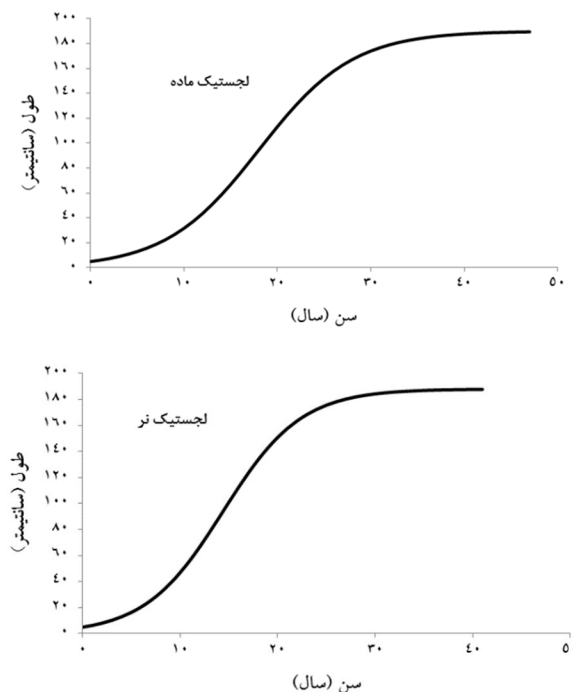 ۲۰۰
۱۸۰
۱۶۰
۱۴۰
۱۲۰
۱۰۰
۸۰
۶۰
۴۰
۲۰
۰
طول (سانتیمتر)
لجستیک ماده
۰ ۱۰ ۲۰ ۳۰ ۴۰ ۵۰
سن (سال)
۲۰۰
۱۸۰
۱۶۰
۱۴۰
۱۲۰
۱۰۰
۸۰
۶۰
۴۰
۲۰
۰
طول (سانتیمتر)
لجستیک نر
۰ ۱۰ ۲۰ ۳۰ ۴۰ ۵
سن (سال)